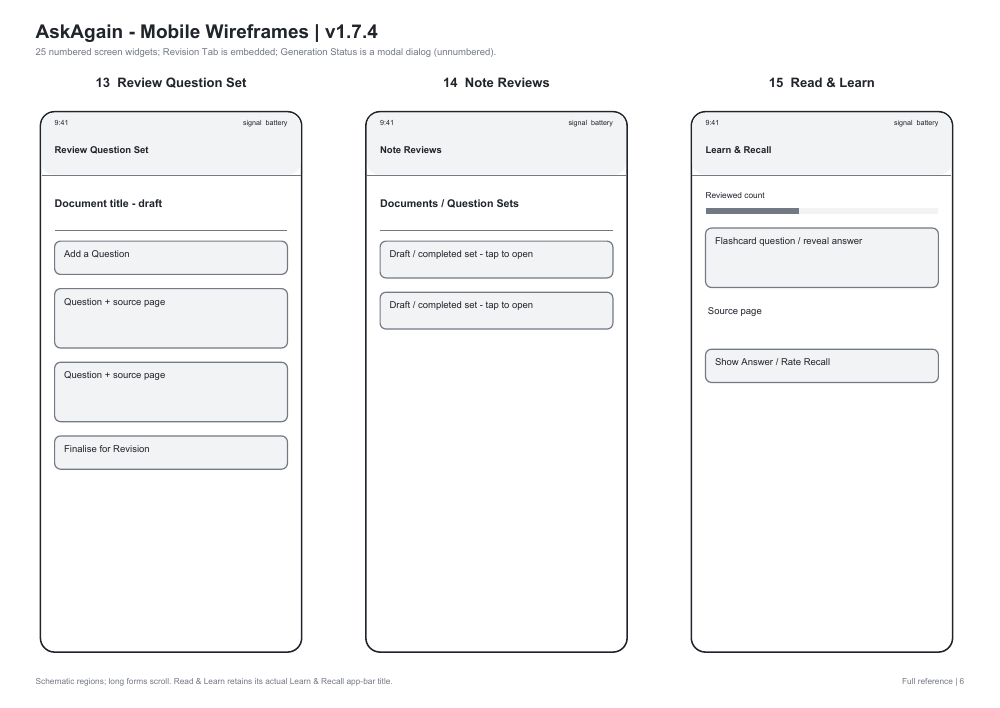 AskAgain - Mobile Wireframes | v1.7.4
25 numbered screen widgets; Revision Tab is embedded; Generation Status is a modal dialog (unnumbered).
13 Review Question Set
9:41 signal battery
Review Question Set
Document title - draft
Add a Question
Question + source page
Question + source page
Finalise for Revision
14 Note Reviews
9:41 signal battery
Note Reviews
Documents / Question Sets
Draft / completed set - tap to open
Draft / completed set - tap to open
15 Read & Learn
9:41 signal battery
Learn & Recall
Reviewed count
Flashcard question / reveal answer
Source page
Show Answer / Rate Recall
Schematic regions; long forms scroll. Read & Learn retains its actual Learn & Recall app-bar title.
Full reference | 6